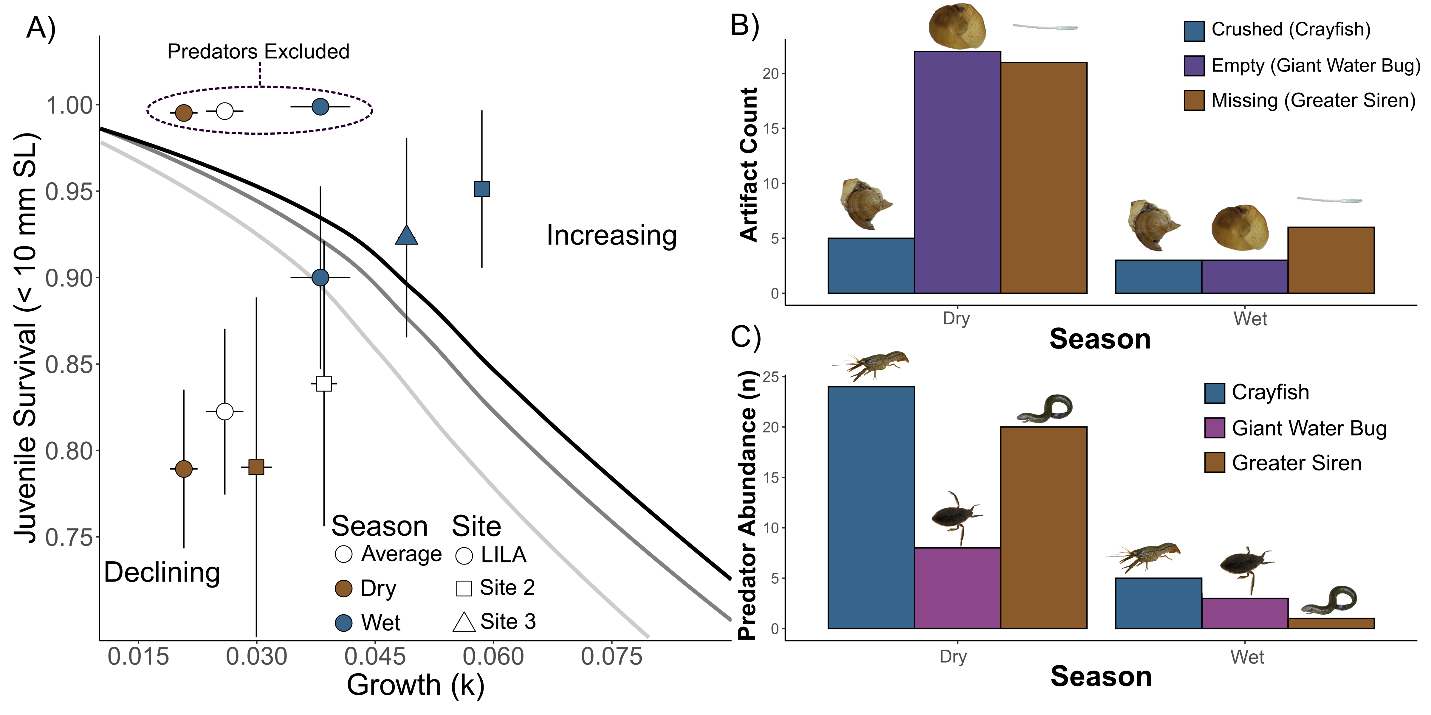 A)
Predators Excluded
Juvenile Survival (< 10 mm SL)
1.00
0.95
0.90
0.85
0.80
0.75
Increasing
Declining
Season
Average
Dry
Wet
Site
LILA
Site 2
Site 3
0.015
0.030
0.045
0.060
0.075
Growth (k)
B)
Artifact Count
20
15
10
5
0
Crushed (Crayfish)
Empty (Giant Water Bug)
Missing (Greater Siren)
Dry
Wet
Season
C)
Predator Abundance (n)
25
20
15
10
5
0
Crayfish
Giant Water Bug
Greater Siren
Dry
Wet
Season